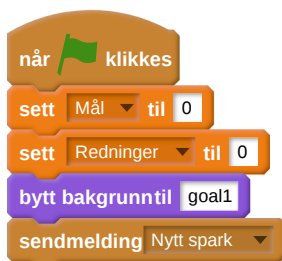 når klikkes
sett Mål til 0
sett Redninger til 0
bytt bakgrunntil goal1
sendmelding Nytt spark